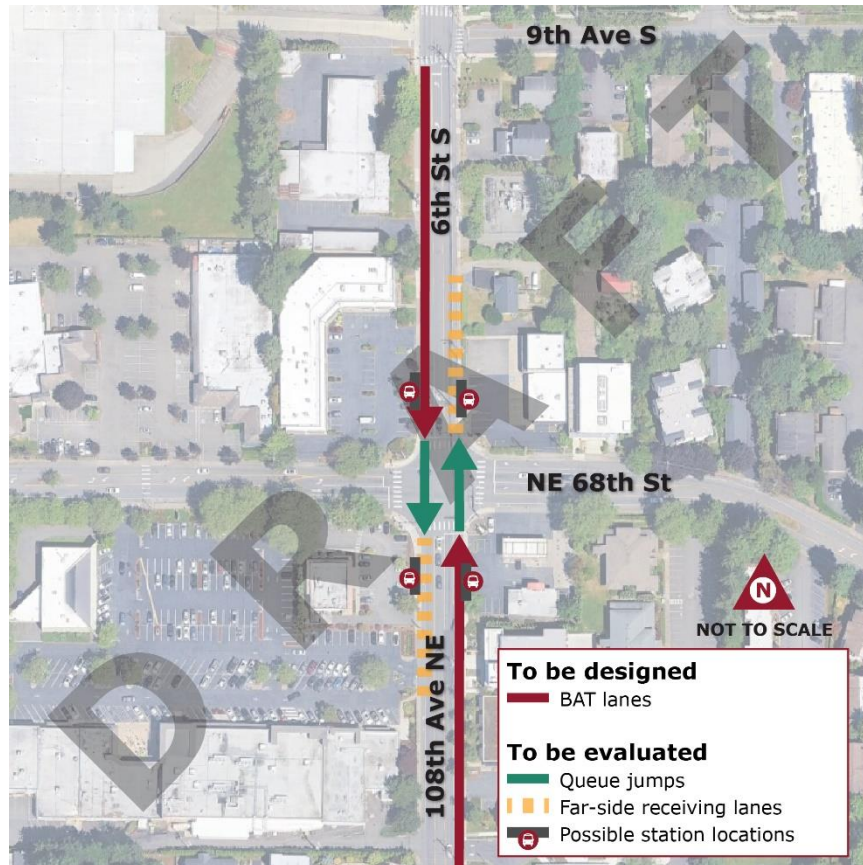 9th Ave S
6th St S
NE 68th St
108th Ave NE
DRAFT
N
NOT TO SCALE
To be designed
BAT lanes
To be evaluated
Queue jumps
Far-side receiving lanes
Possible station locations